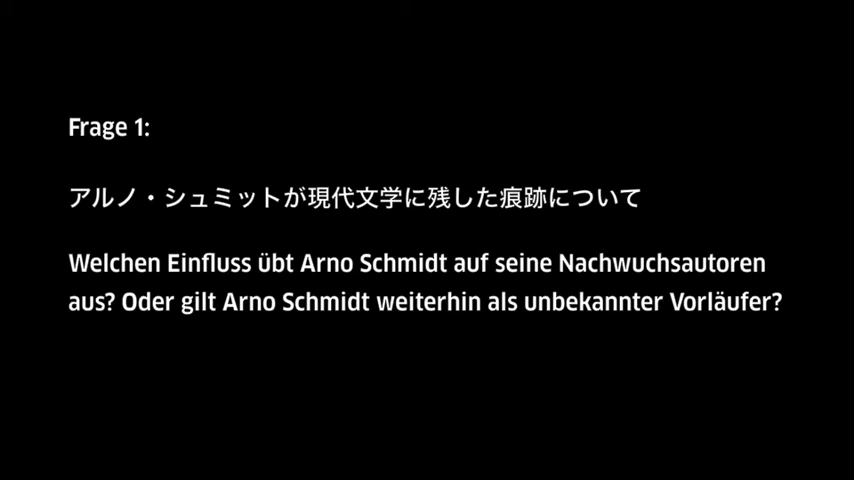 Frage 1:
アルノ・シュミットが現代文学に残した痕跡について
Welchen Einfluss übt Arno Schmidt auf seine Nachwuchsautoren
aus? Oder gilt Arno Schmidt weiterhin als unbekannter Vorläufer?